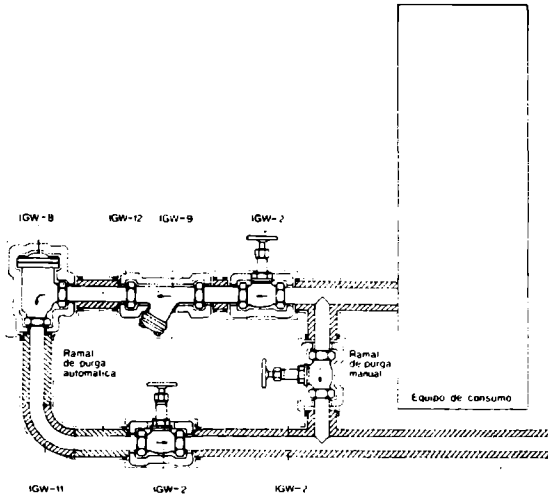 IGW-8
IGW-12
IGW-9
IGW-2
Ramal
de purga
automatica
Ramal
de purga
manual
Equipo de consumo
IGW-11
IGW-2
IGW-2